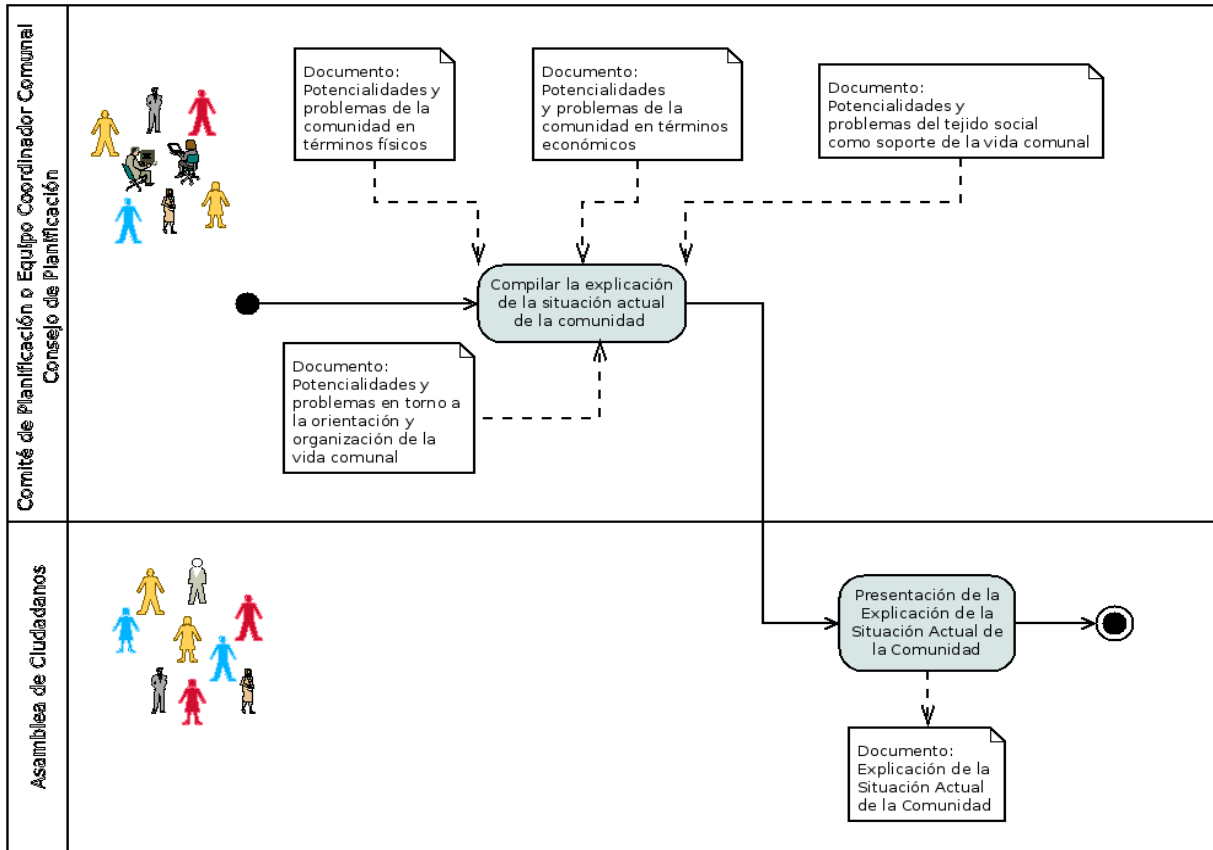 Comité de Planificación o Equipo Coordinador Comunal
Consejo de Planificación
Documento:
Potencialidades y
problemas de la
comunidad en
términos físicos
Documento:
Potencialidades
y problemas de la
comunidad en términos
económicos
Documento:
Potencialidades y
problemas del tejido social
como soporte de la vida comunal
Compilar la explicación
de la situación actual
de la comunidad
Documento:
Potencialidades y
problemas en torno a
la orientación y
organización de la
vida comunal
Asamblea de Ciudadanos
Presentación de la
Explicación de la
Situación Actual de
la Comunidad
Documento:
Explicación de la
Situación Actual
de la Comunidad